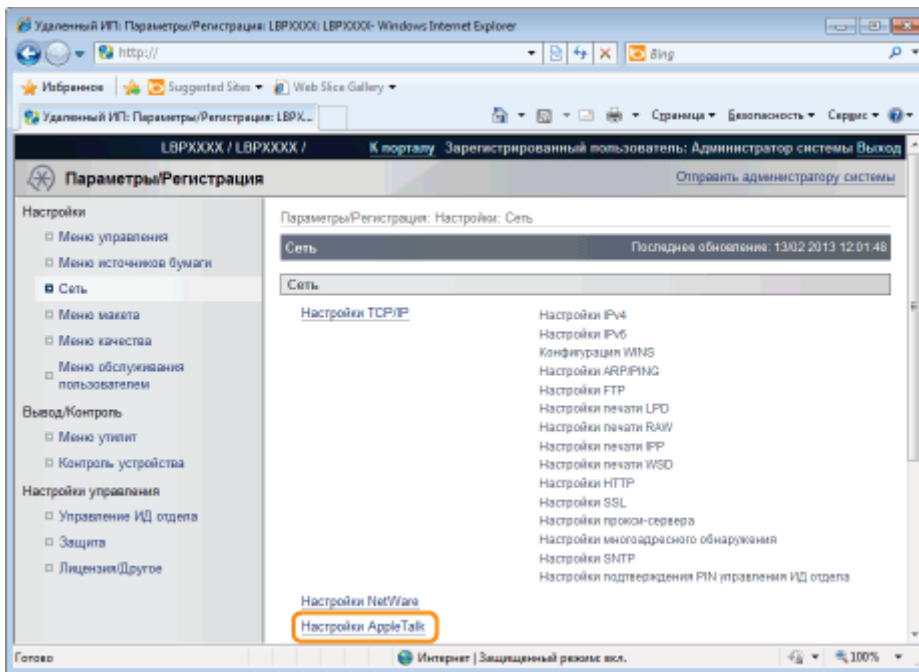 Удаленный ИП: Параметры/Регистрация: LBPXXXX: LBPXXXX- Windows Internet Explorer
http://
Bing
Избранное Suggested Sites Web Slice Gallery
Удаленный ИП: Параметры/Регистрация: LBPX...
Страница Безопасность Сервис
LBPXXXX / LBPXXXX / К порталу Зарегистрированный пользователь: Администратор системы Выход
Параметры/Регистрация Отправить администратору системы
Настройки
Меню управления
Меню источников бумаги
Сеть
Меню макета
Меню качества
Меню обслуживания
пользователем
Вывод/Контроль
Меню утилит
Контроль устройства
Настройки управления
Управление ИД отдела
Защита
Лицензия/Другое
Параметры/Регистрация: Настройки: Сеть
Сеть Последнее обновление: 13/02 2013 12:01:48
Сеть
Настройки TCP/IP
Настройки IPv4
Настройки IPv6
Конфигурация WINS
Настройки ARP/PING
Настройки FTP
Настройки печати LPD
Настройки печати RAW
Настройки печати IPP
Настройки печати WSD
Настройки HTTP
Настройки SSL
Настройки прокси-сервера
Настройки многоадресного обнаружения
Настройки SNTP
Настройки подтверждения PIN управления ИД отдела
Настройки NetWare
Настройки AppleTalk
Готово Интернет | Защищенный режим: вкл. 100%